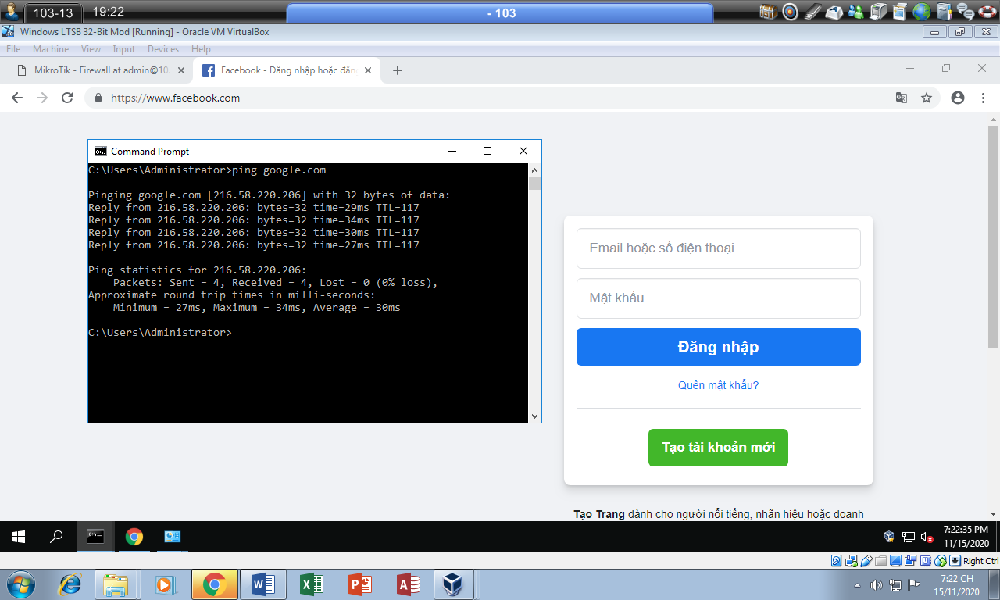 103-13
19:22
- 103
Windows LTSB 32-Bit Mod [Running] - Oracle VM VirtualBox
File Machine View Input Devices Help
MikroTik - Firewall at admin@10.
Facebook - Đăng nhập hoặc đăn
https://www.facebook.com
Command Prompt
C:\Users\Administrator>ping google.com
Pinging google.com [216.58.220.206] with 32 bytes of data:
Reply from 216.58.220.206: bytes=32 time=29ms TTL=117
Reply from 216.58.220.206: bytes=32 time=34ms TTL=117
Reply from 216.58.220.206: bytes=32 time=30ms TTL=117
Reply from 216.58.220.206: bytes=32 time=27ms TTL=117
Ping statistics for 216.58.220.206:
Packets: Sent = 4, Received = 4, Lost = 0 (0% loss),
Approximate round trip times in milli-seconds:
Minimum = 27ms, Maximum = 34ms, Average = 30ms
C:\Users\Administrator>
Email hoặc số điện thoại
Mật khẩu
Đăng nhập
Quên mật khẩu?
Tạo tài khoản mới
Tạo Trang dành cho người nổi tiếng, nhãn hiệu hoặc doanh
7:22:35 PM
11/15/2020
Right Ctrl
7:22 CH
15/11/2020